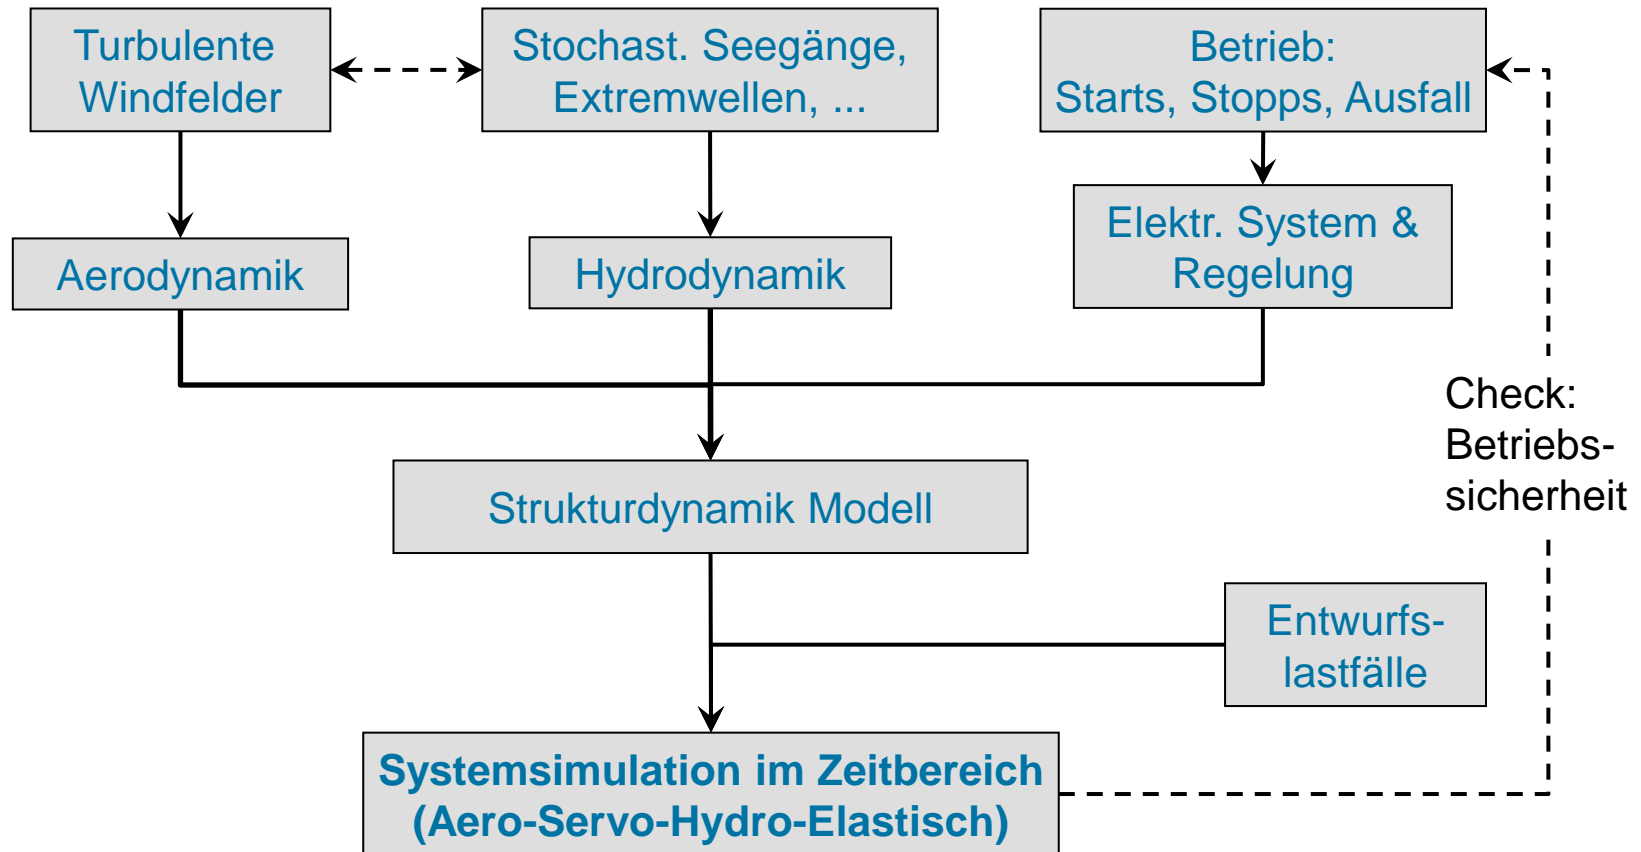 Turbulente
Windfelder
Stochast. Seegänge,
Extremwellen, ...
Betrieb:
Starts, Stopps, Ausfall
Aerodynamik
Hydrodynamik
Elektr. System &
Regelung
Check:
Betriebs-
sicherheit
Strukturdynamik Modell
Entwurfs-
lastfälle
Systemsimulation im Zeitbereich
(Aero-Servo-Hydro-Elastisch)